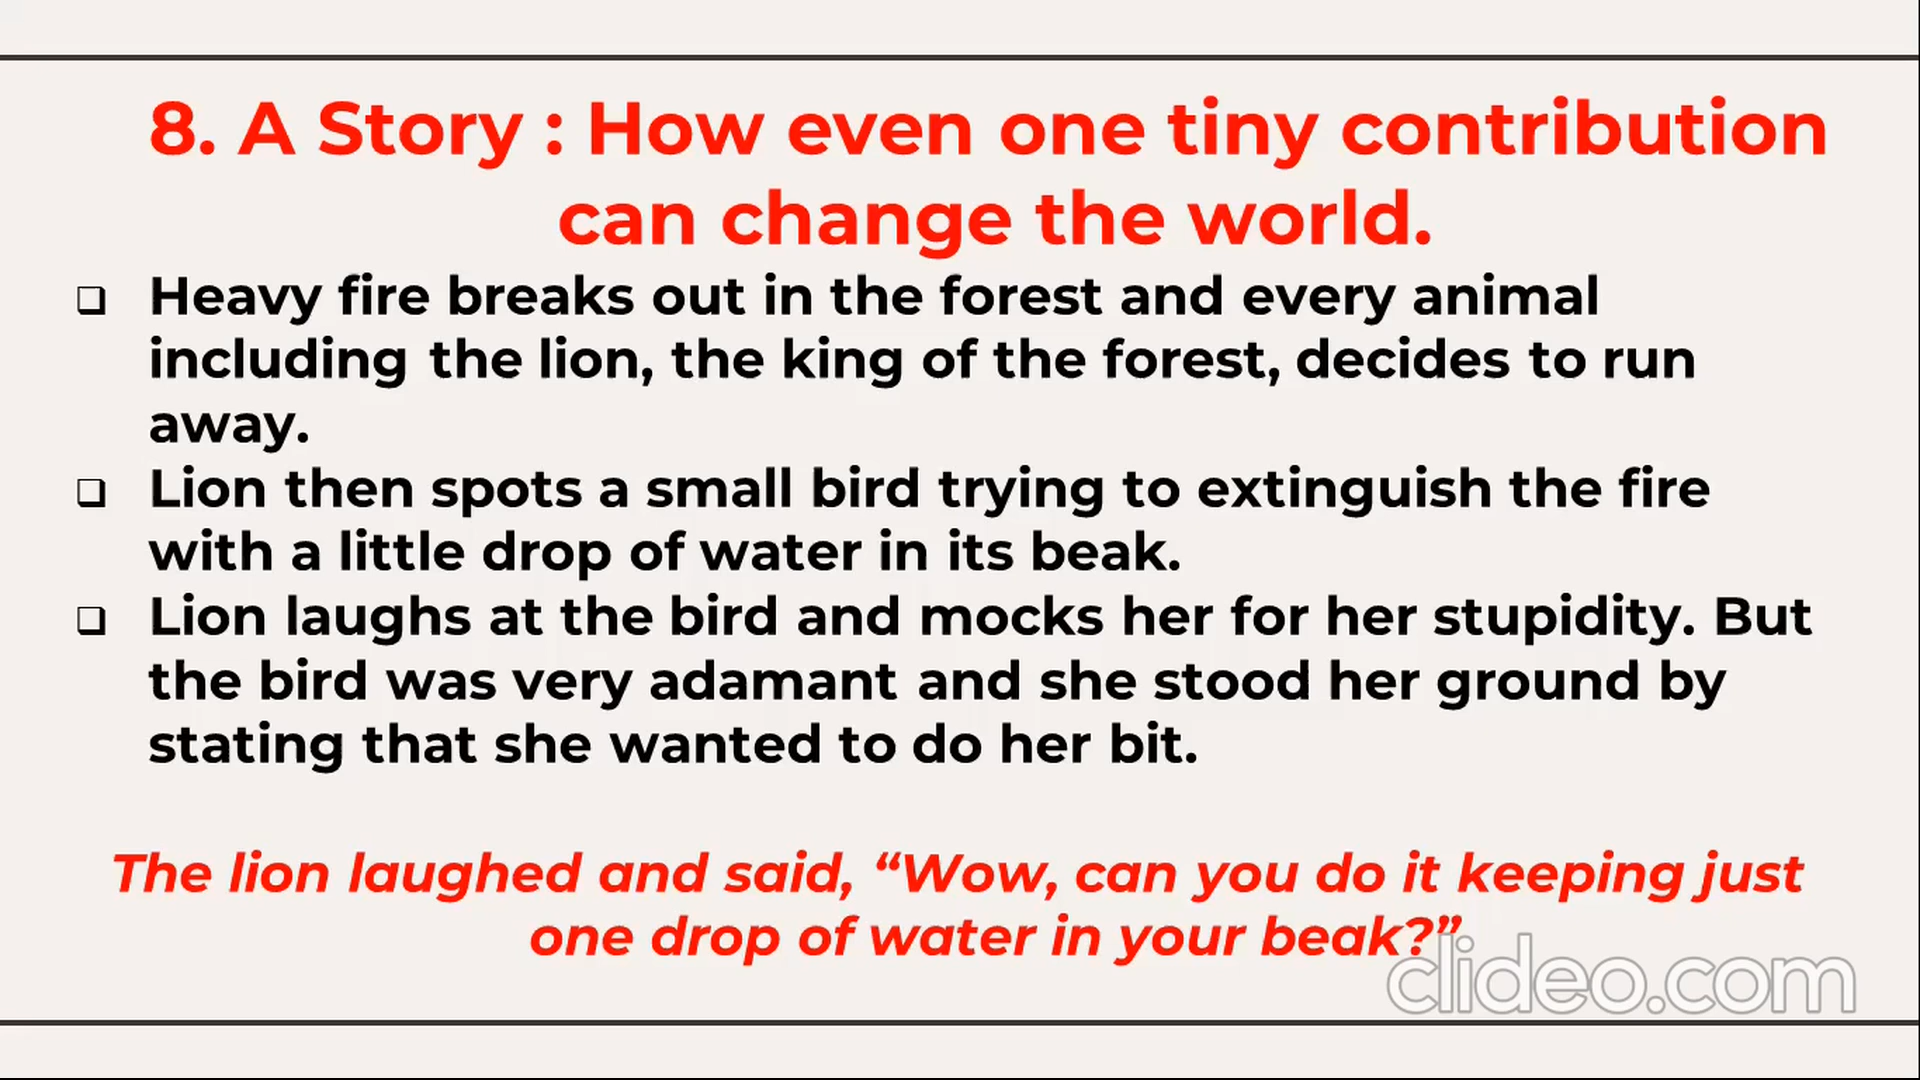 8. A Story : How even one tiny contribution
can change the world.
❑ Heavy fire breaks out in the forest and every animal
including the lion, the king of the forest, decides to run
away.
❑ Lion then spots a small bird trying to extinguish the fire
with a little drop of water in its beak.
❑ Lion laughs at the bird and mocks her for her stupidity. But
the bird was very adamant and she stood her ground by
stating that she wanted to do her bit.
The lion laughed and said, “Wow, can you do it keeping just
one drop of water in your beak?”
clideo.com